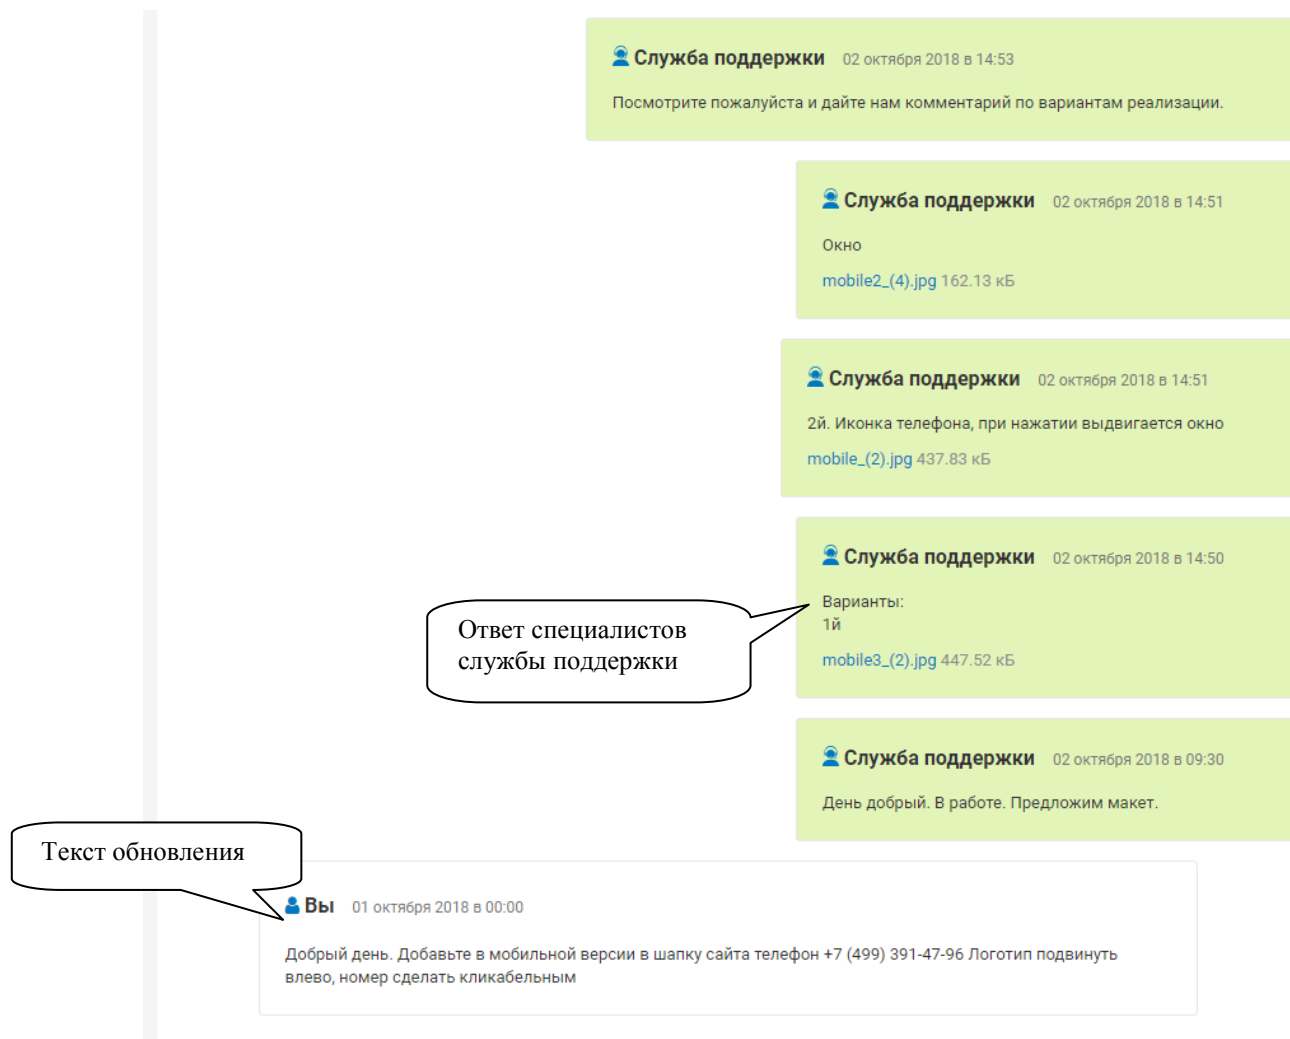 Служба поддержки 02 октября 2018 в 14:53
Посмотрите пожалуйста и дайте нам комментарий по вариантам реализации.
Служба поддержки 02 октября 2018 в 14:51
Окно
mobile2_(4).jpg 162.13 кБ
Служба поддержки 02 октября 2018 в 14:51
2й. Иконка телефона, при нажатии выдвигается окно
mobile_(2).jpg 437.83 кБ
Служба поддержки 02 октября 2018 в 14:50
Варианты:
1й
mobile3_(2).jpg 447.52 кБ
Ответ специалистов
службы поддержки
Служба поддержки 02 октября 2018 в 09:30
День добрый. В работе. Предложим макет.
Текст обновления
Вы 01 октября 2018 в 00:00
Добрый день. Добавьте в мобильной версии в шапку сайта телефон +7 (499) 391-47-96 Логотип подвинуть
влево, номер сделать кликабельным